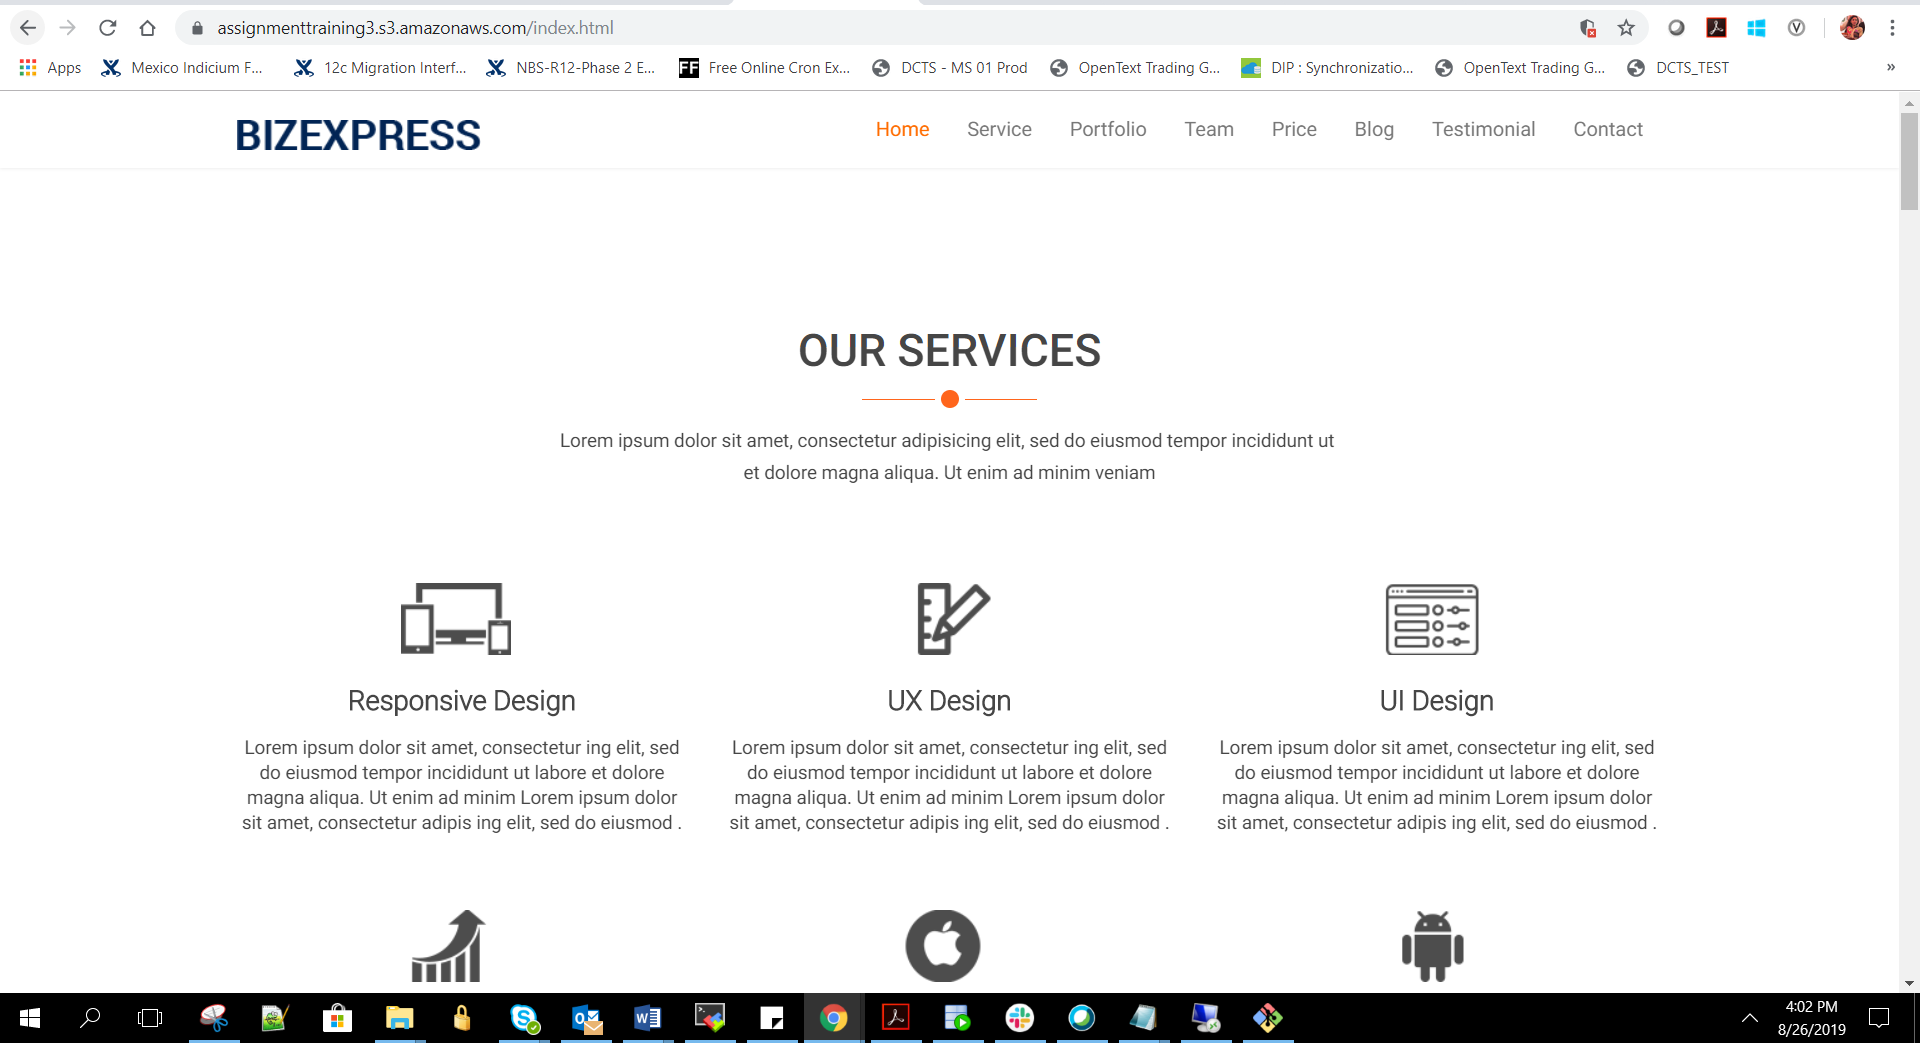 assignmenttraining3.s3.amazonaws.com/index.html
Apps Mexico Indicium F... 12c Migration Interf... NBS-R12-Phase 2 E... FF Free Online Cron Ex... DCTS - MS 01 Prod OpenText Trading G... DIP : Synchronizatio... OpenText Trading G... DCTS_TEST »
BIZEXPRESS
Home Service Portfolio Team Price Blog Testimonial Contact
OUR SERVICES
Lorem ipsum dolor sit amet, consectetur adipisicing elit, sed do eiusmod tempor incididunt ut
et dolore magna aliqua. Ut enim ad minim veniam
Responsive Design
Lorem ipsum dolor sit amet, consectetur ing elit, sed
do eiusmod tempor incididunt ut labore et dolore
magna aliqua. Ut enim ad minim Lorem ipsum dolor
sit amet, consectetur adipis ing elit, sed do eiusmod .
UX Design
Lorem ipsum dolor sit amet, consectetur ing elit, sed
do eiusmod tempor incididunt ut labore et dolore
magna aliqua. Ut enim ad minim Lorem ipsum dolor
sit amet, consectetur adipis ing elit, sed do eiusmod .
UI Design
Lorem ipsum dolor sit amet, consectetur ing elit, sed
do eiusmod tempor incididunt ut labore et dolore
magna aliqua. Ut enim ad minim Lorem ipsum dolor
sit amet, consectetur adipis ing elit, sed do eiusmod .
4:02 PM
8/26/2019